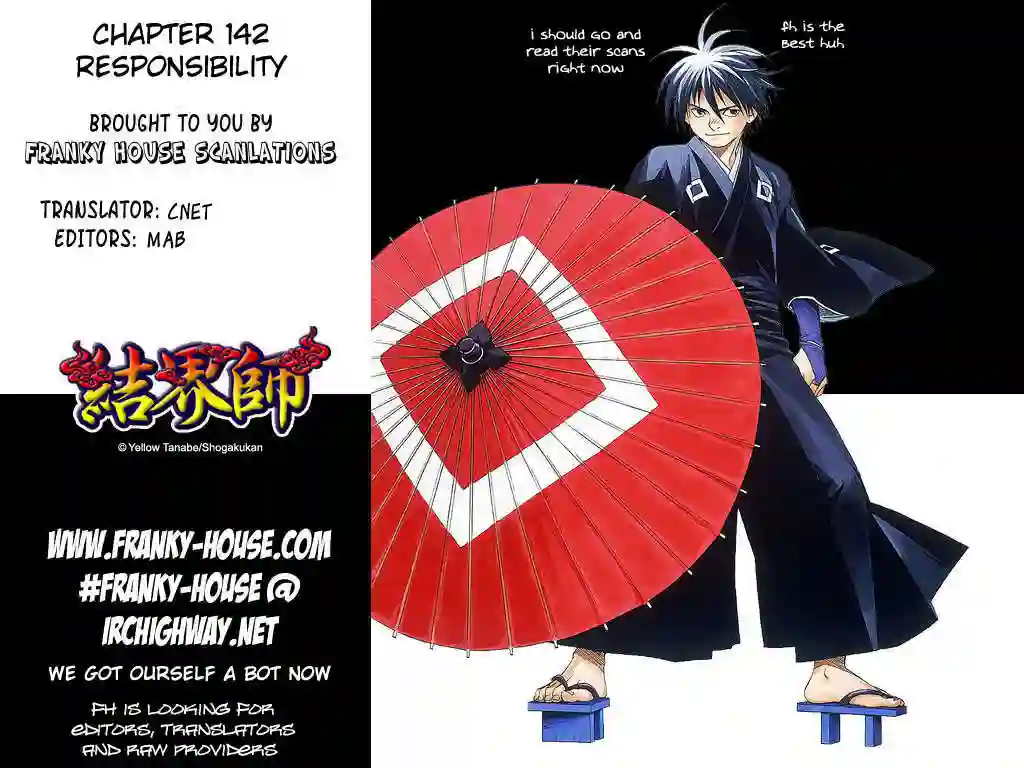 CHAPTER 142
RESPONSIBILITY
BROUGHT TO YOU BY
FRANKY HOUSE SCANLATIONS
TRANSLATOR: CNET
EDITORS: MAB
結界師
© Yellow Tanabe/Shogakukan
WWW.FRANKY-HOUSE.COM
#FRANKY-HOUSE @
IRCHIGHWAY.NET
WE GOT OURSELF A BOT NOW
FH IS LOOKING FOR
EDITORS, TRANSLATORS
AND RAW PROVIDERS
i should go and
read their scans
right now
fh is the
best huh